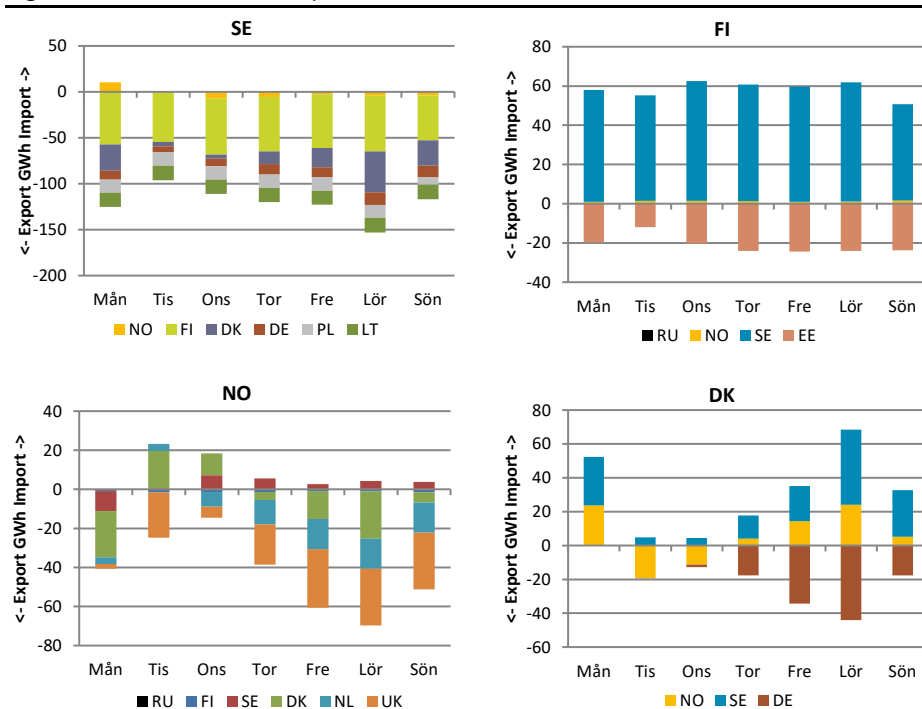 SE
<- Export GWh Import ->
50
0
-50
-100
-150
-200
Mån Tis Ons Tor Fre Lör Sön
NO FI DK DE PL LT
FI
<- Export GWh Import ->
80
60
40
20
0
-20
-40
Mån Tis Ons Tor Fre Lör Sön
RU NO SE EE
NO
<- Export GWh Import ->
40
20
0
-20
-40
-60
-80
Mån Tis Ons Tor Fre Lör Sön
RU FI SE DK NL UK
DK
<- Export GWh Import ->
80
60
40
20
0
-20
-40
-60
Mån Tis Ons Tor Fre Lör Sön
NO SE DE